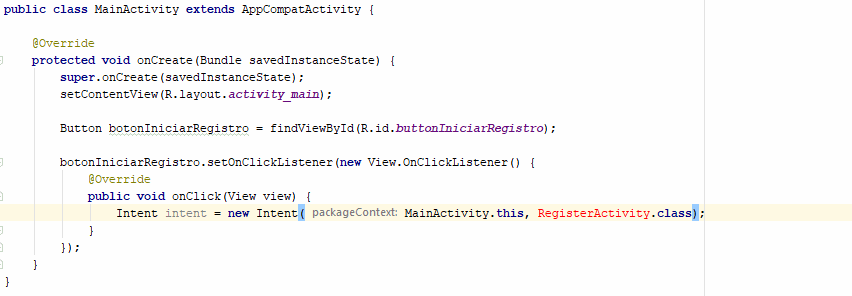 public class MainActivity extends AppCompatActivity {
@Override
protected void onCreate(Bundle savedInstanceState) {
super.onCreate(savedInstanceState);
setContentView(R.layout.activity_main);
Button botonIniciarRegistro = findViewById(R.id.buttonIniciarRegistro);
botonIniciarRegistro.setOnClickListener(new View.OnClickListener() {
@Override
public void onClick(View view) {
Intent intent = new Intent( packageContext: MainActivity.this, RegisterActivity.class);
}
});
}
}